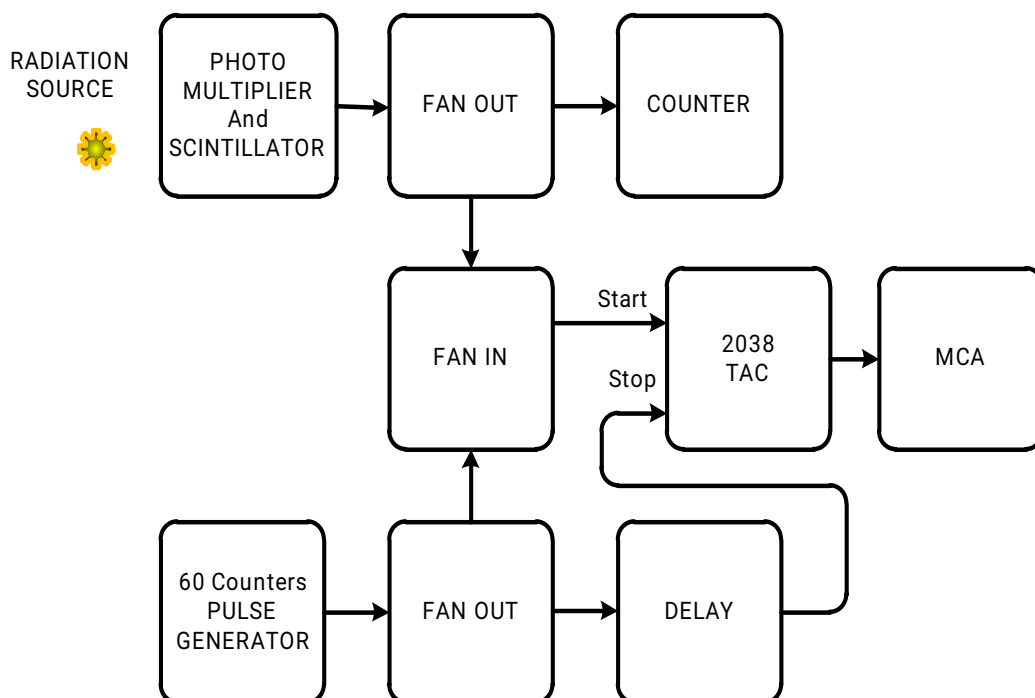 RADIATION
SOURCE
PHOTO
MULTIPLIER
And
SCINTILLATOR
FAN OUT
COUNTER
FAN IN
Start
Stop
2038
TAC
MCA
60 Counters
PULSE
GENERATOR
FAN OUT
DELAY